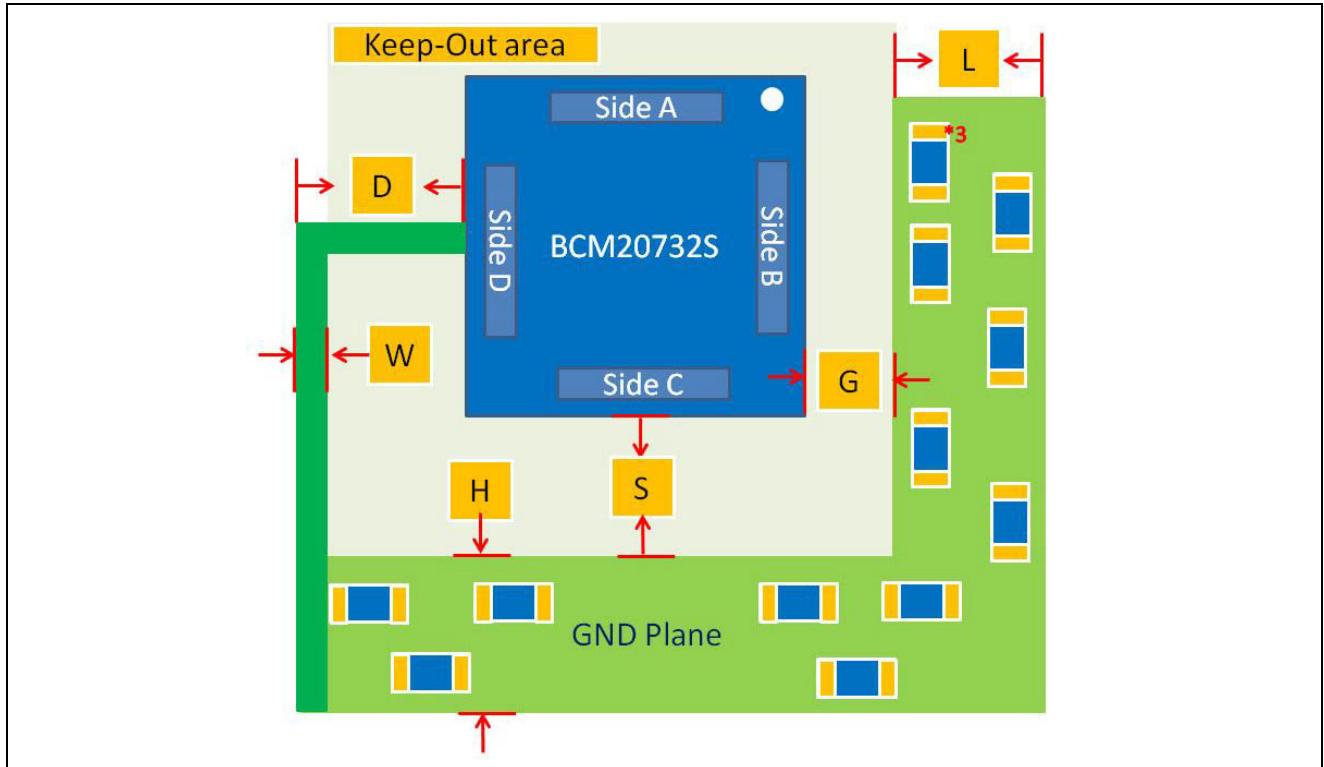 Keep-Out area
L
Side A
*3
D
Side D
BCM20732S
Side B
W
G
Side C
H
S
GND Plane